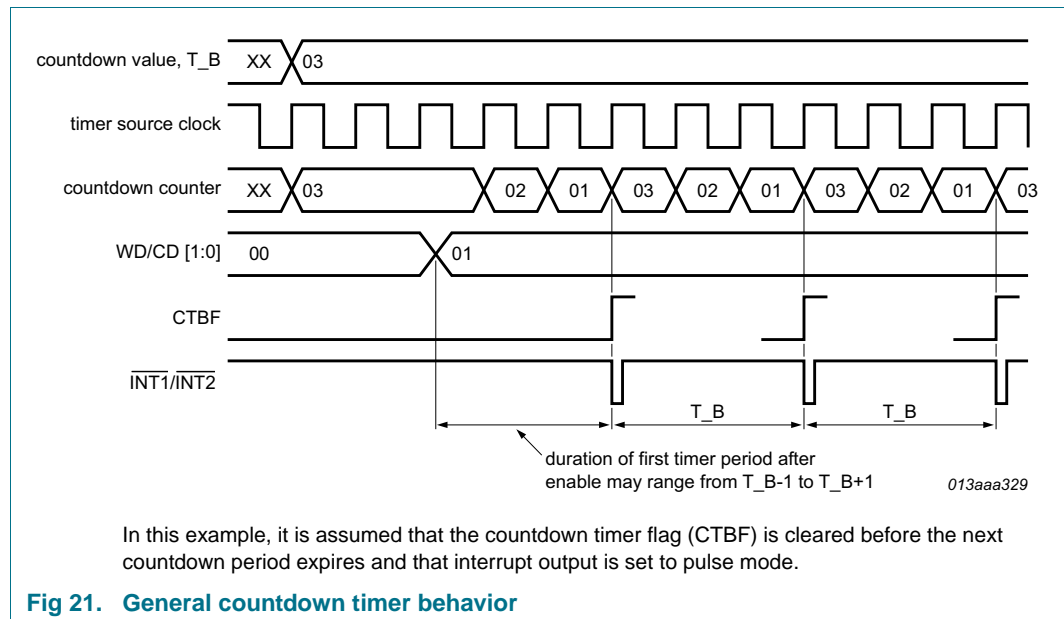 countdown value, T_B XX 03
timer source clock
countdown counter XX 03 02 01 03 02 01 03 02 01 03
WD/CD [1:0] 00 01
CTBF
INT1/INT2
T_B T_B
duration of first timer period after
enable may range from T_B-1 to T_B+1
013aaa329
In this example, it is assumed that the countdown timer flag (CTBF) is cleared before the next
countdown period expires and that interrupt output is set to pulse mode.
Fig 21. General countdown timer behavior